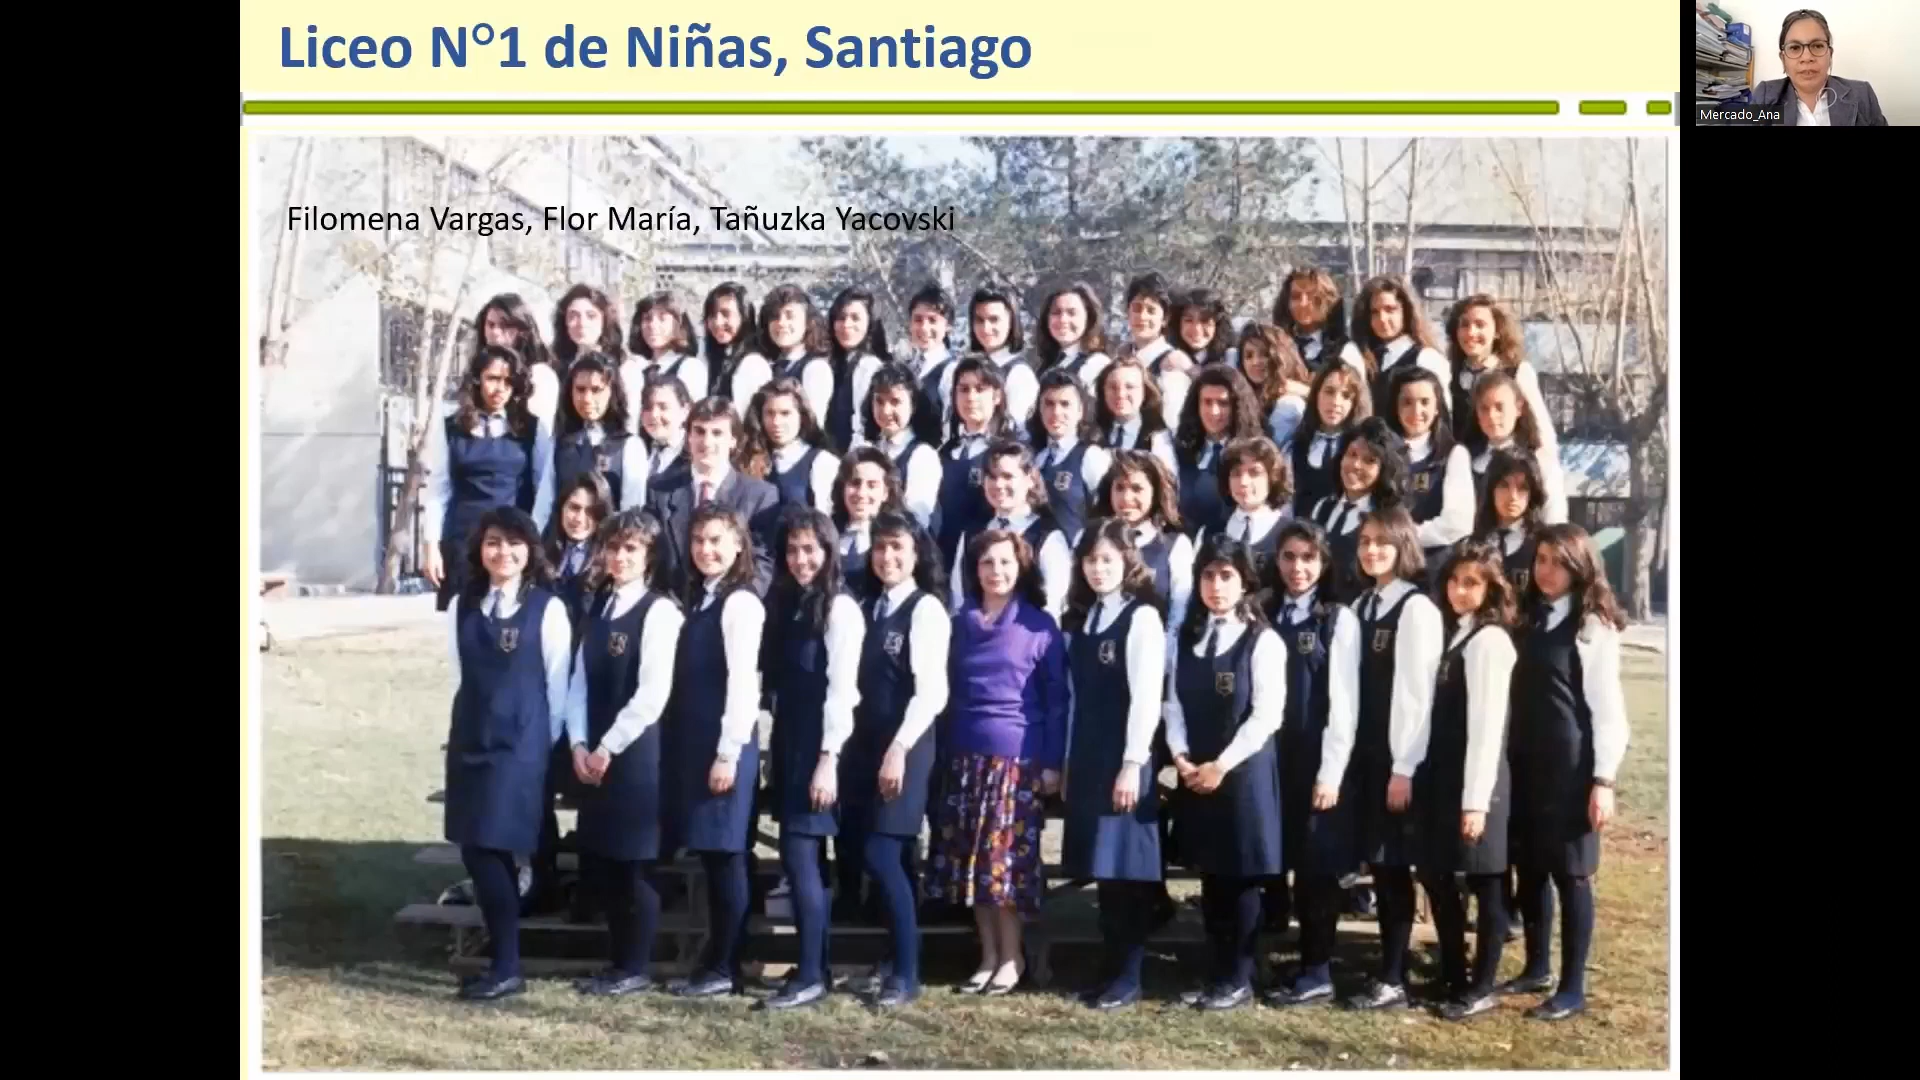 Liceo N°1 de Niñas, Santiago
Mercado_Ana
Filomena Vargas, Flor María, Tañuzka Yacovski